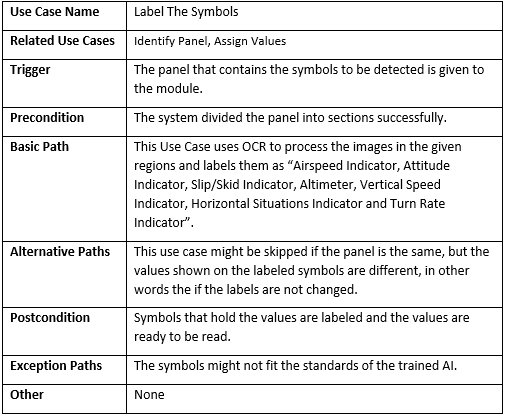 Use Case Name Label The Symbols
Related Use Cases Identify Panel, Assign Values
Trigger The panel that contains the symbols to be detected is given to
the module.
Precondition The system divided the panel into sections successfully.
Basic Path This Use Case uses OCR to process the images in the given
regions and labels them as “Airspeed Indicator, Attitude
Indicator, Slip/Skid Indicator, Altimeter, Vertical Speed
Indicator, Horizontal Situations Indicator and Turn Rate
Indicator”.
Alternative Paths This use case might be skipped if the panel is the same, but the
values shown on the labeled symbols are different, in other
words the if the labels are not changed.
Postcondition Symbols that hold the values are labeled and the values are
ready to be read.
Exception Paths The symbols might not fit the standards of the trained AI.
Other None